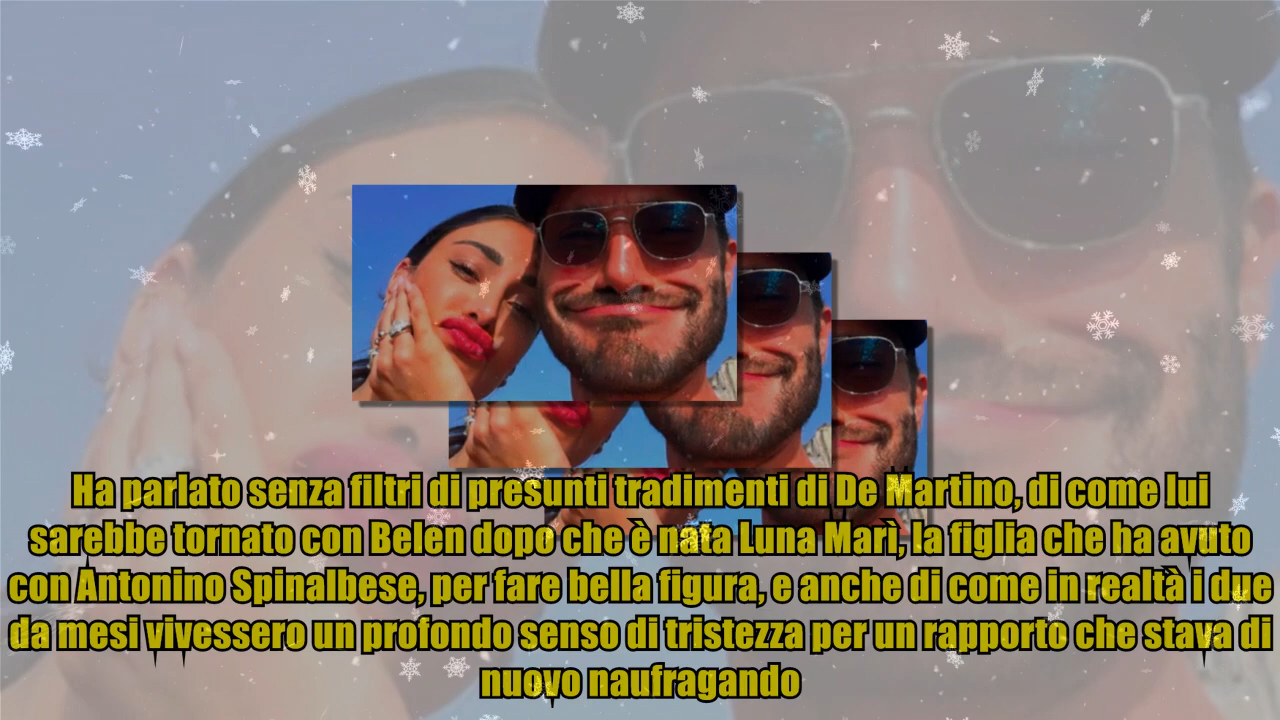 Ha parlato senza filtri di presunti tradimenti di De Martino, di come lui
sarebbe tornato con Belen dopo che è nata Luna Marì, la figlia che ha avuto
con Antonino Spinalbese, per fare bella figura, e anche di come in realtà i due
da mesi vivessero un profondo senso di tristezza per un rapporto che stava di
nuovo naufragando